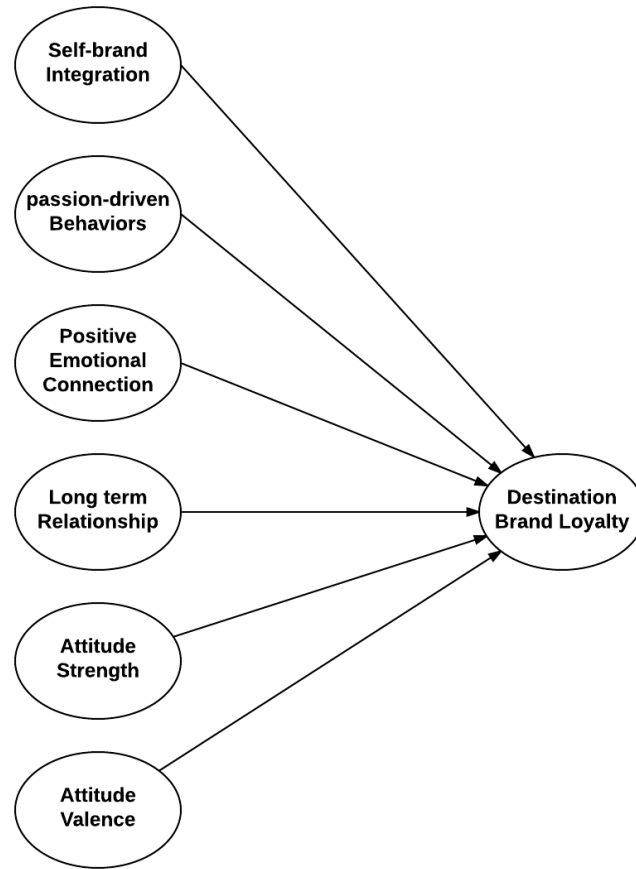 Self-brand
Integration
passion-driven
Behaviors
Positive
Emotional
Connection
Long term
Relationship
Destination
Brand Loyalty
Attitude
Strength
Attitude
Valence